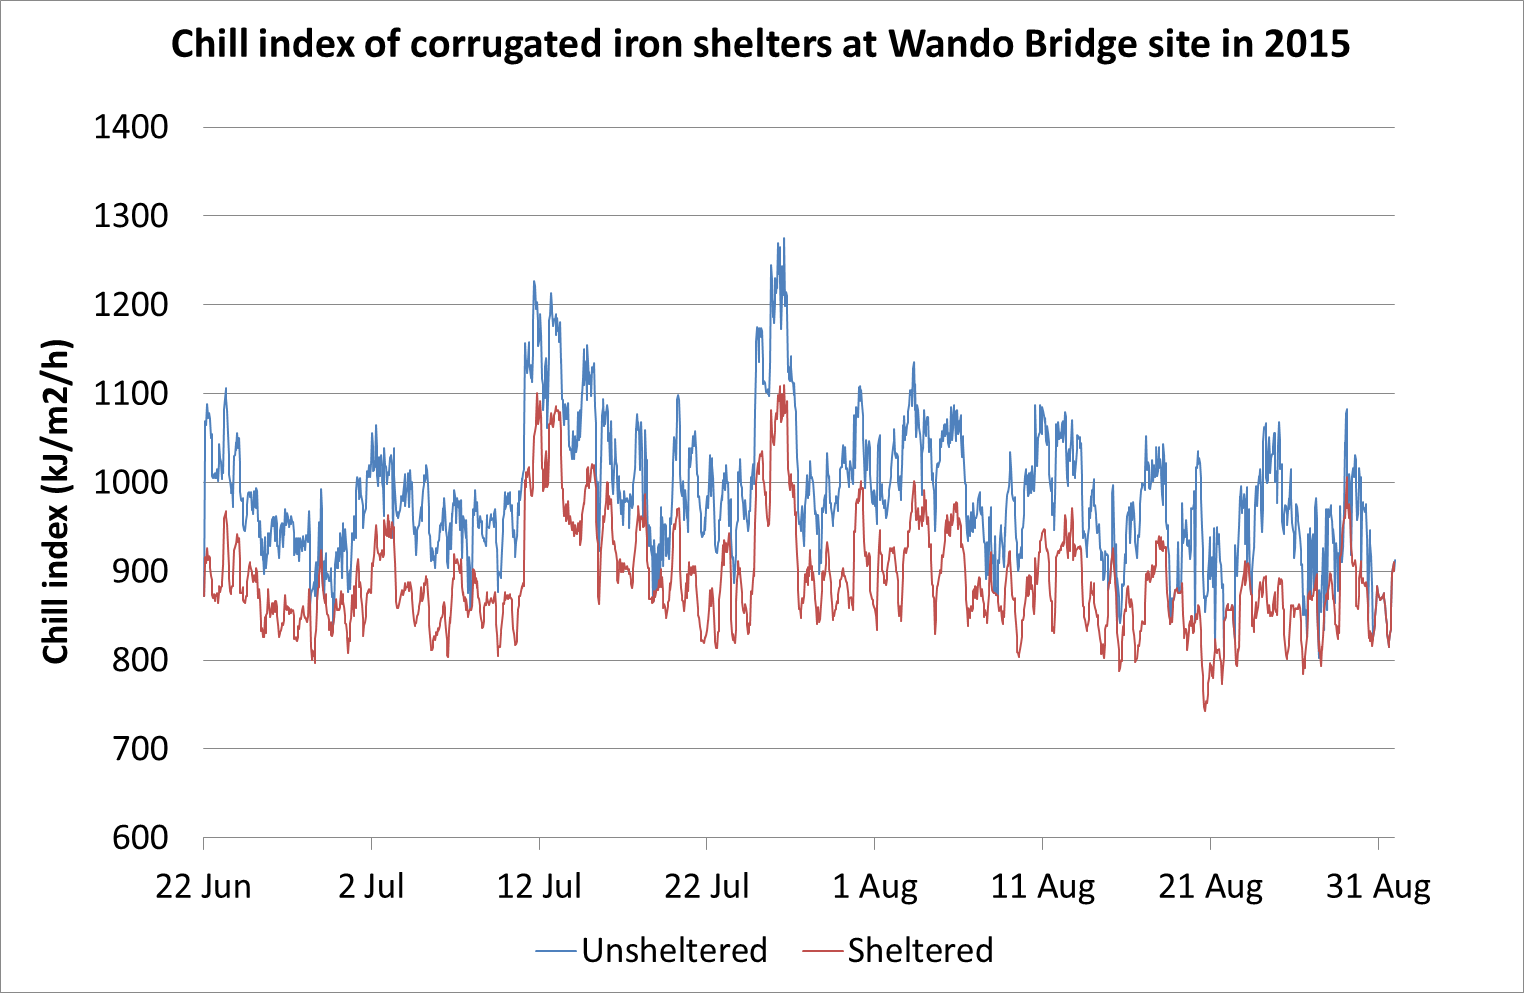 Chill index of corrugated iron shelters at Wando Bridge site in 2015
1400
1300
1200
1100
1000
900
800
700
600
Chill index (kJ/m2/h)
22 Jun 2 Jul 12 Jul 22 Jul 1 Aug 11 Aug 21 Aug 31 Aug
Unsheltered Sheltered